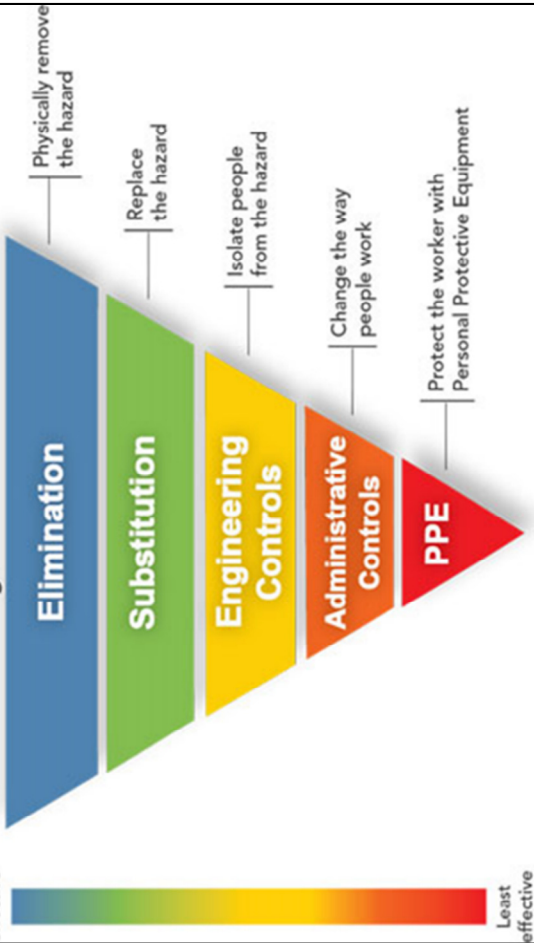 Elimination
Physically remove
the hazard
Substitution
Replace
the hazard
Engineering
Controls
Isolate people
from the hazard
Administrative
Controls
Change the way
people work
PPE
Protect the worker with
Personal Protective Equipment
Least
effective